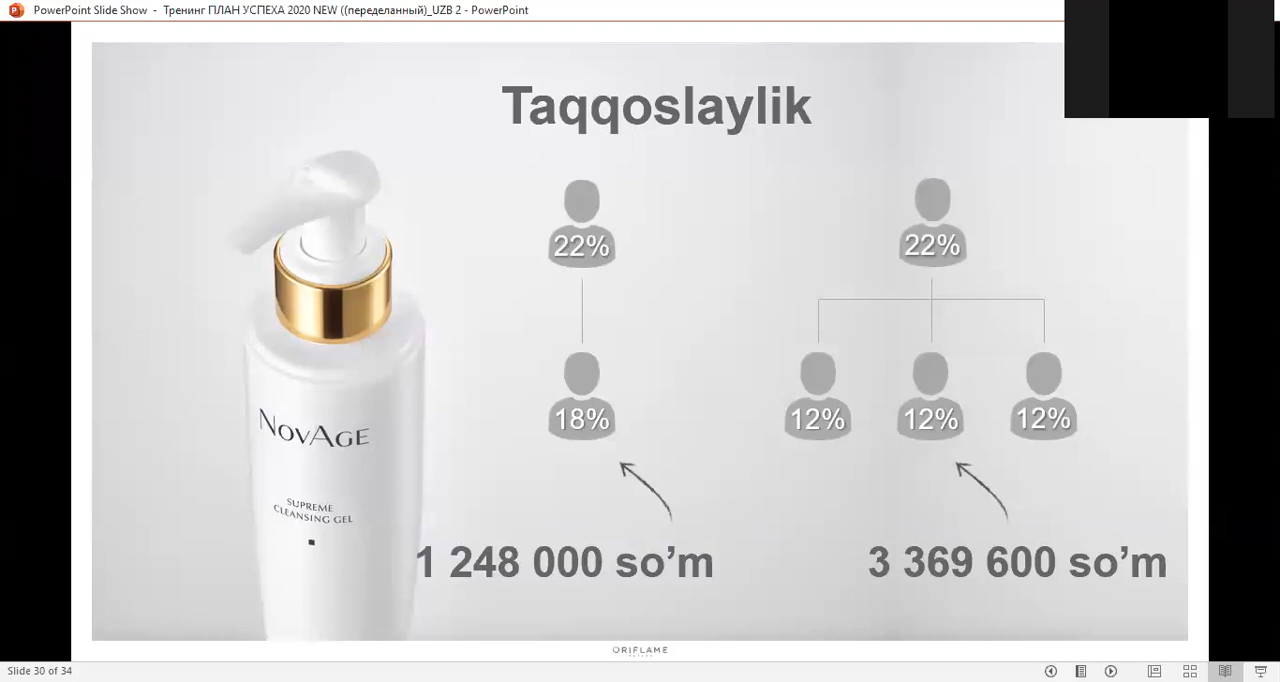 PowerPoint Slide Show - Тренинг ПЛАН УСПЕХА 2020 NEW ((переделанный)_UZB 2 - PowerPoint
Taqqoslaylik
22%
22%
18%
12%
12%
12%
NOVAGE
SUPREME
CLEANSING GEL
1 248 000 so’m
3 369 600 so’m
ORIFLAME
Slide 30 of 34